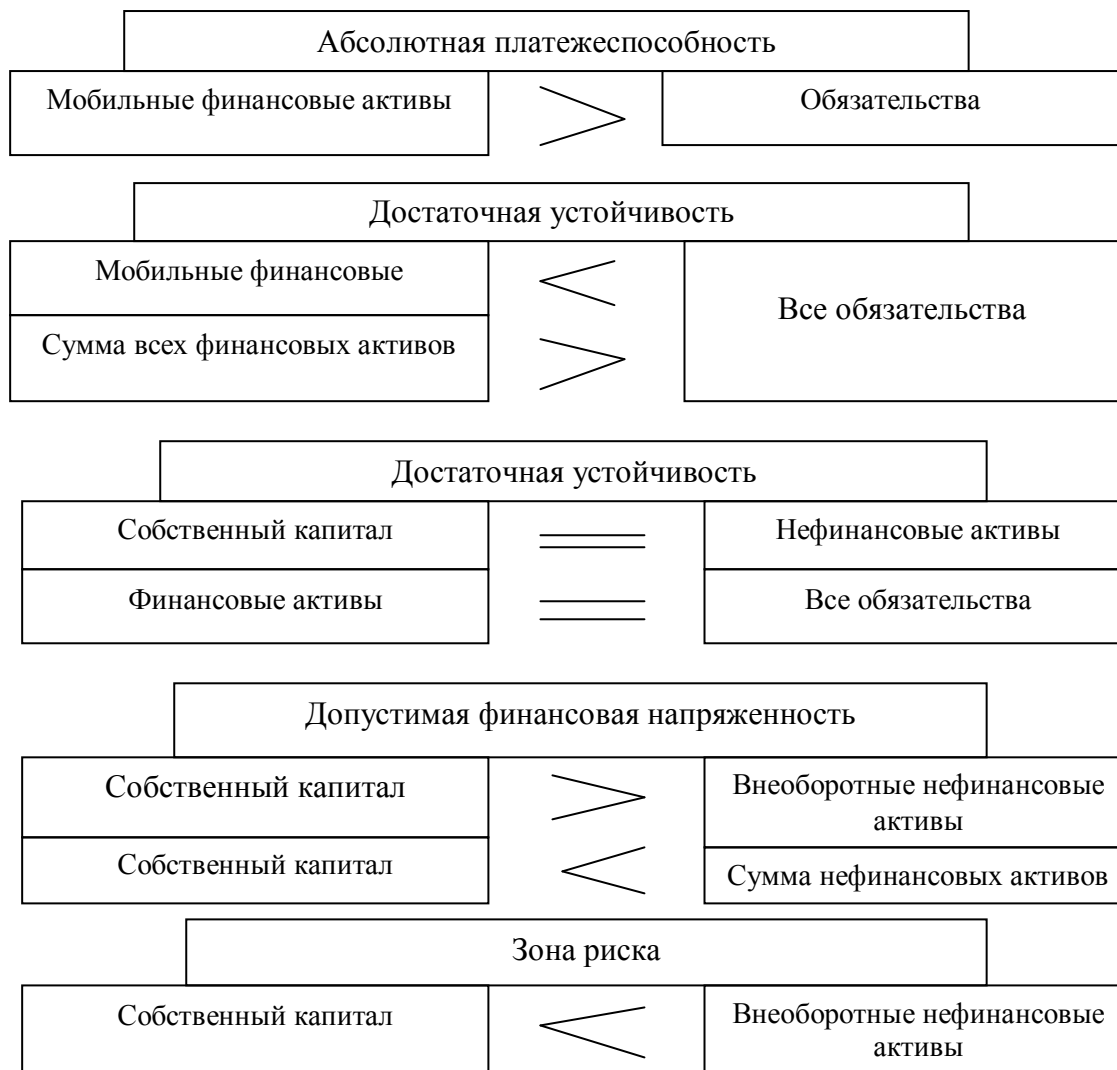 Абсолютная платежеспособность
Мобильные финансовые активы
>
Обязательства
Достаточная устойчивость
Мобильные финансовые
<
Все обязательства
Сумма всех финансовых активов
>
Достаточная устойчивость
Собственный капитал
=
Нефинансовые активы
Финансовые активы
=
Все обязательства
Допустимая финансовая напряженность
Собственный капитал
>
Внеоборотные нефинансовые
активы
Собственный капитал
<
Сумма нефинансовых активов
Зона риска
Собственный капитал
<
Внеоборотные нефинансовые
активы